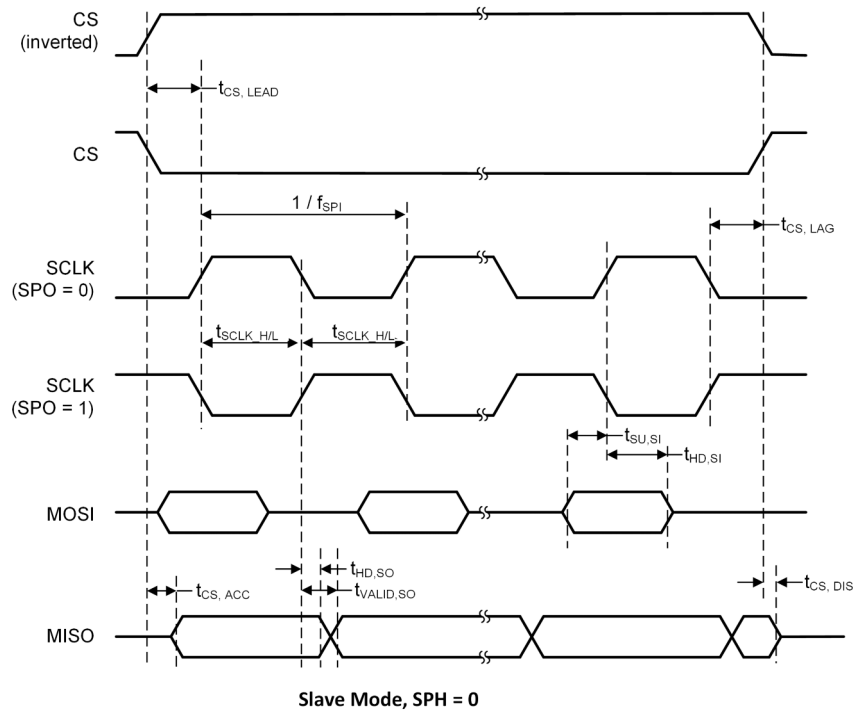 CS
(inverted)
tCS, LEAD
CS
1 / fSPI
tCS, LAG
SCLK
(SPO = 0)
tSCLK_H/L
tSCLK_H/L
SCLK
(SPO = 1)
tSU,SI
tHD,SI
MOSI
tHD,SO
tCS, ACC
tVALID,SO
tCS, DIS
MISO
Slave Mode, SPH = 0